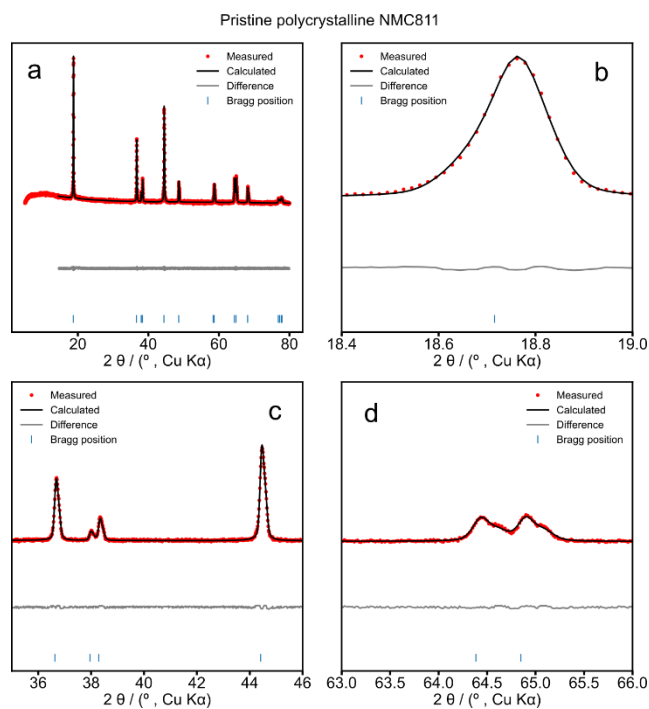 Pristine polycrystalline NMC811
a
Measured
Calculated
Difference
Bragg position
20 40 60 80
2 θ / (º , Cu Kα)
b
Measured
Calculated
Difference
Bragg position
18.4 18.6 18.8 19.0
2 θ / (º , Cu Kα)
c
Measured
Calculated
Difference
Bragg position
36 38 40 42 44 46
2 θ / (º , Cu Kα)
d
Measured
Calculated
Difference
Bragg position
63.0 63.5 64.0 64.5 65.0 65.5 66.0
2 θ / (º , Cu Kα)